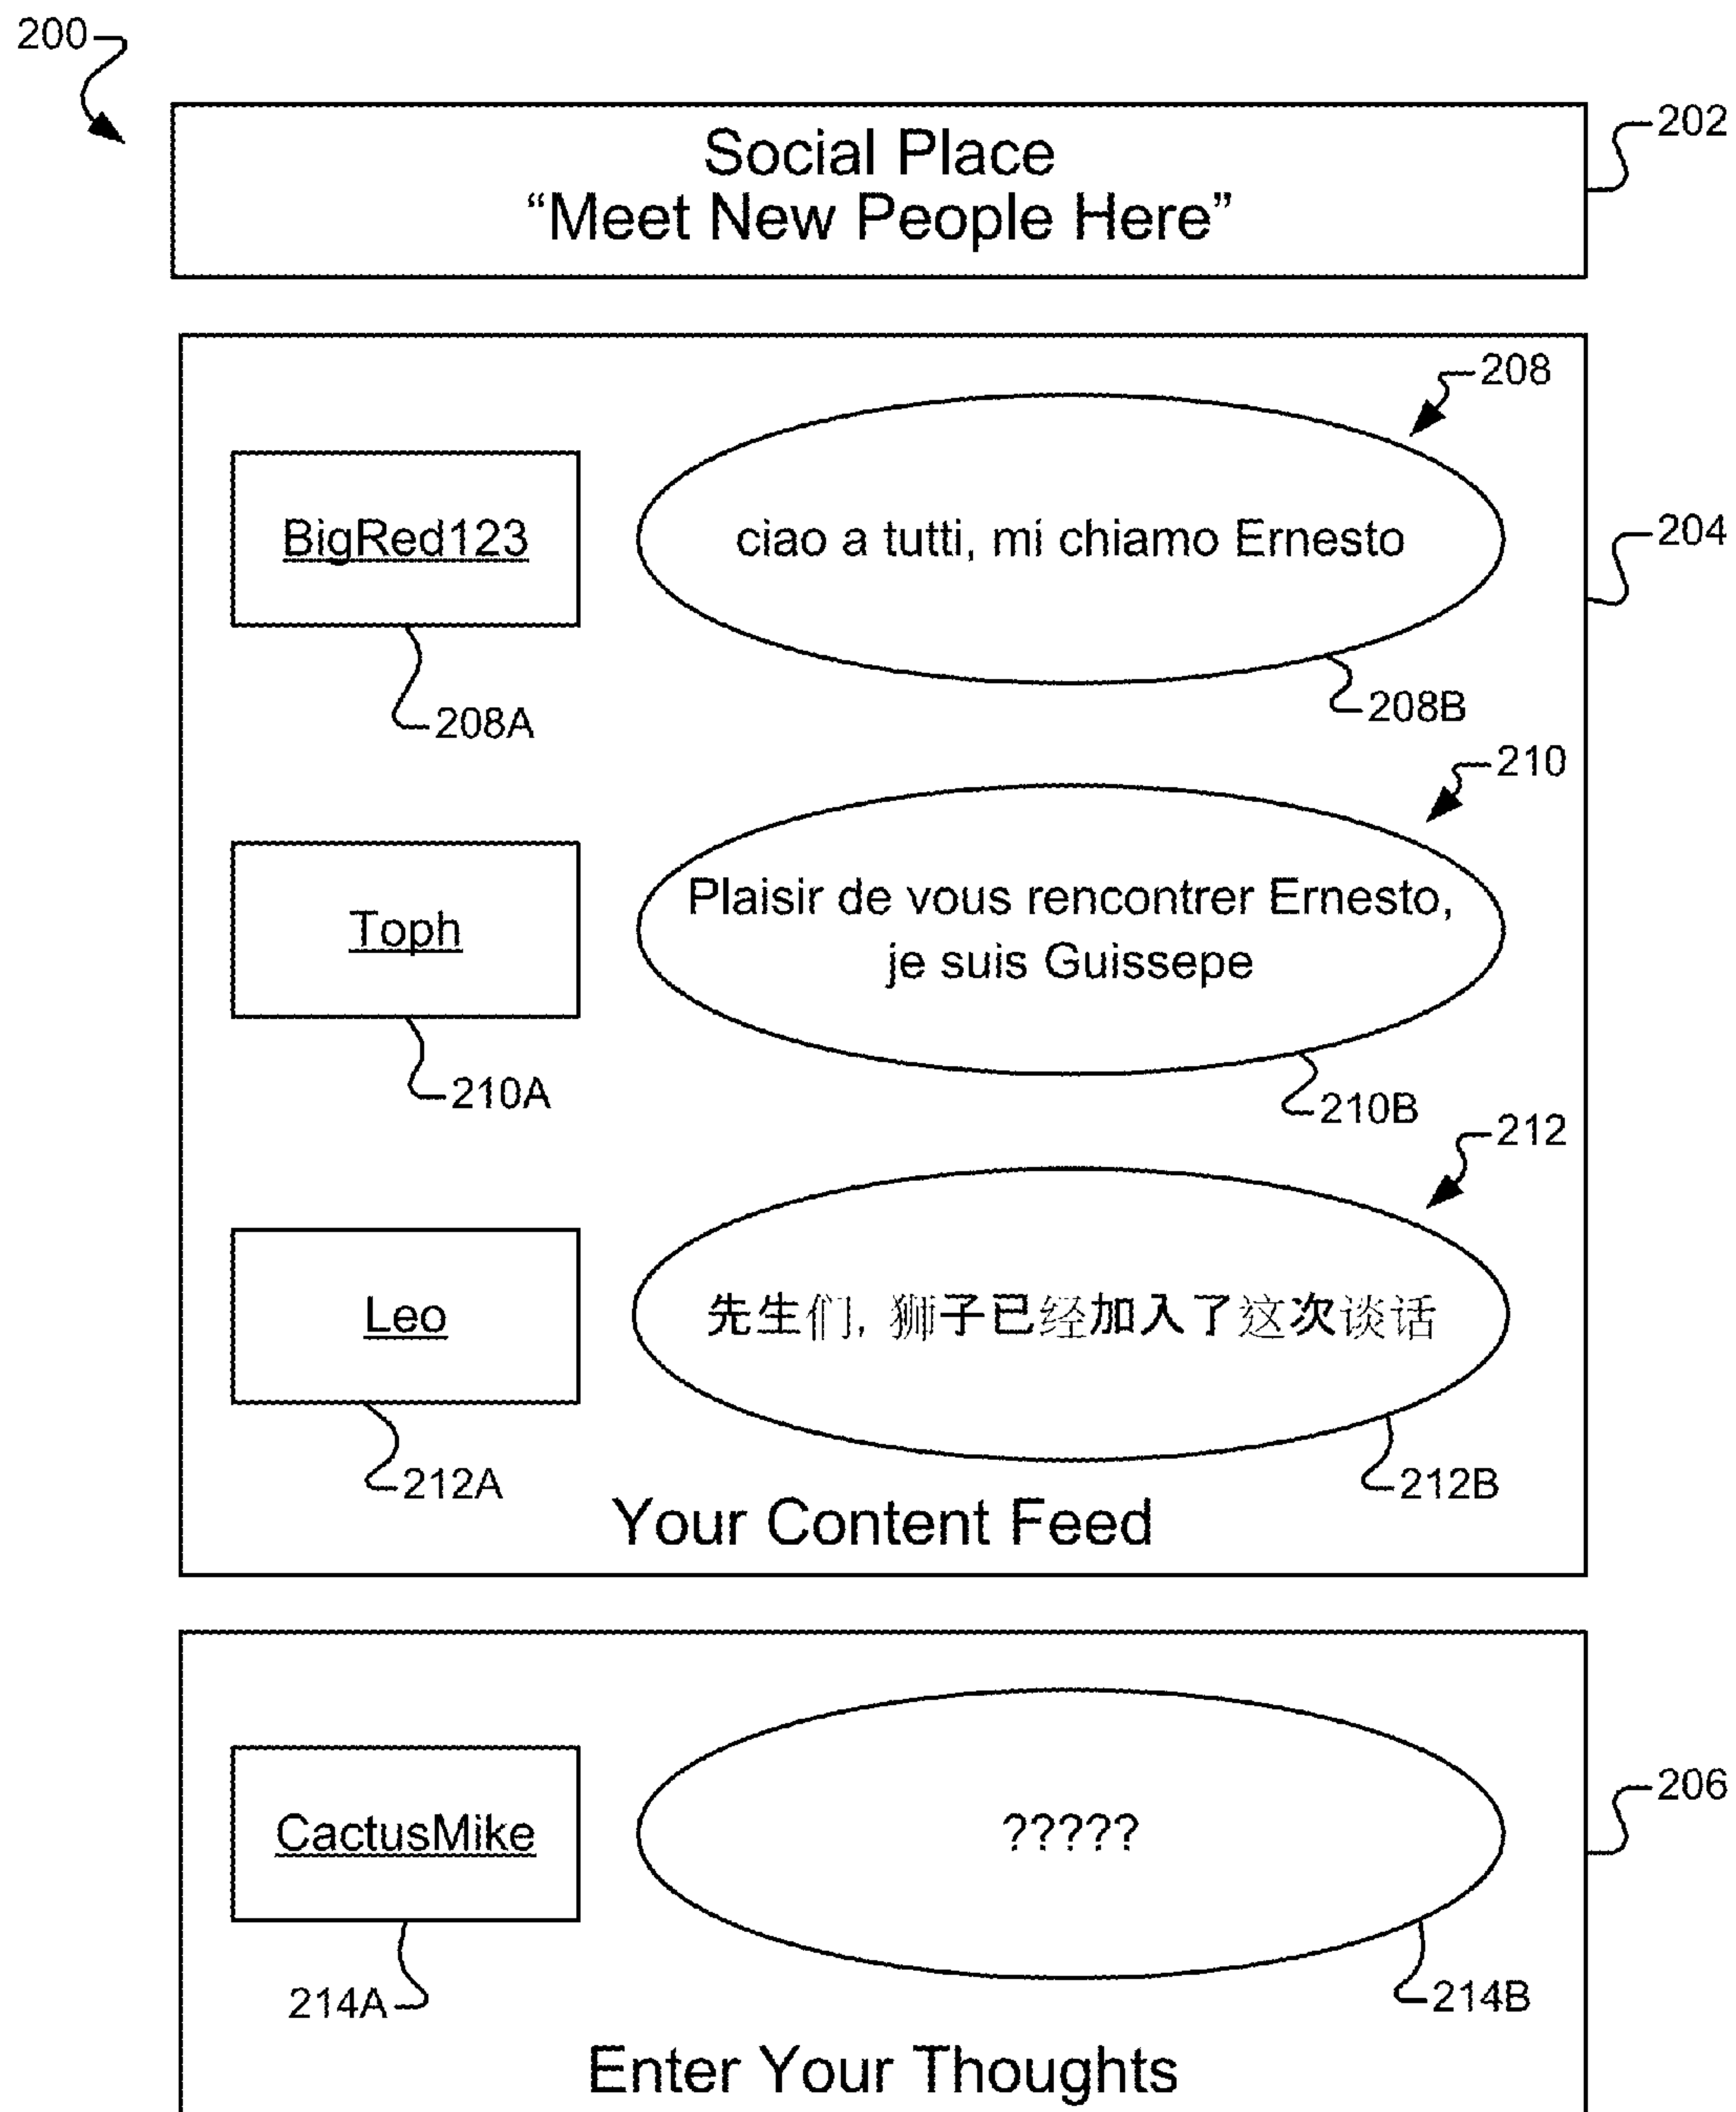 200
202
Social Place
“Meet New People Here”
208
204
BigRed123
ciao a tutti, mi chiamo Ernesto
208A
208B
210
Toph
Plaisir de vous rencontrer Ernesto,
je suis Guissepe
210A
210B
212
Leo
先生们, 狮子已经加入了这次谈话
212A
212B
Your Content Feed
206
CactusMike
?????
214A
214B
Enter Your Thoughts